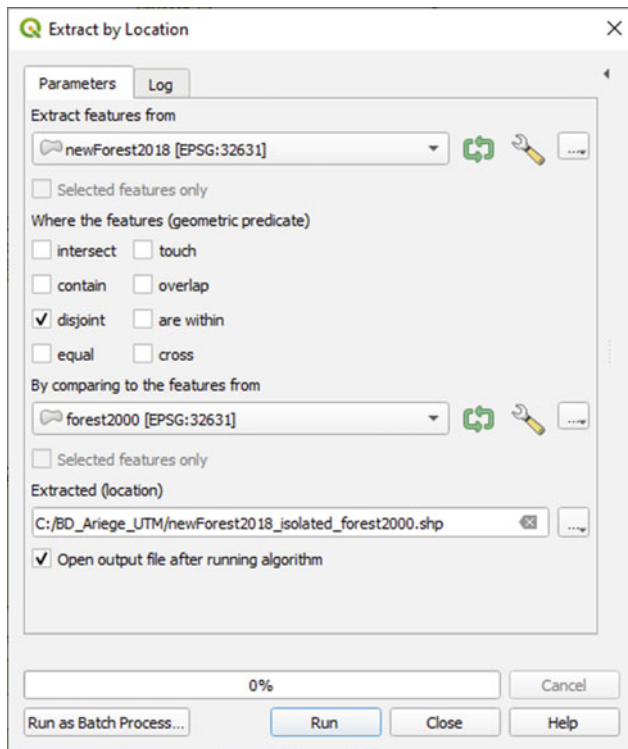 Extract by Location
Parameters Log
Extract features from
newForest2018 [EPSG:32631]
Selected features only
Where the features (geometric predicate)
intersect touch
contain overlap
disjoint are within
equal cross
By comparing to the features from
forest2000 [EPSG:32631]
Selected features only
Extracted (location)
C:/BD_Ariege_UTM/newForest2018_isolated_forest2000.shp
Open output file after running algorithm
0% Cancel
Run as Batch Process... Run Close Help